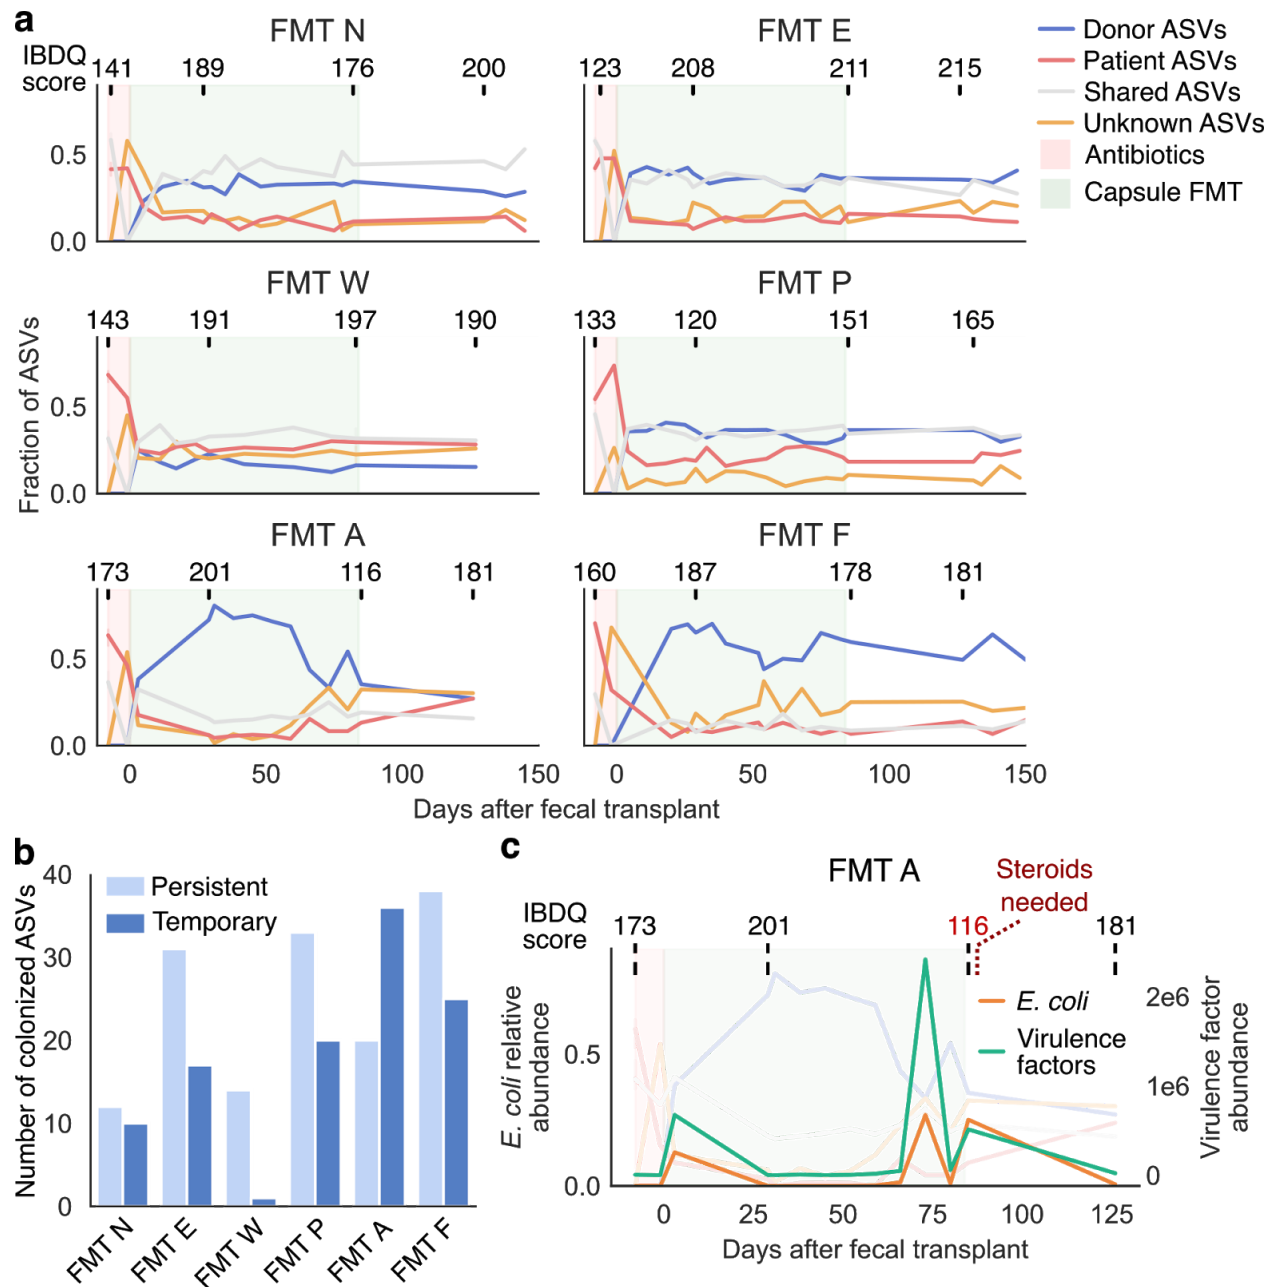 a
FMT N
FMT E
Donor ASVs
Patient ASVs
Shared ASVs
Unknown ASVs
Antibiotics
Capsule FMT
IBDQ
score
141 189 176 200
123 208 211 215
0.5
0.0
FMT W
FMT P
143 191 197 190
133 120 151 165
Fraction of ASVs
0.5
0.0
FMT A
FMT F
173 201 116 181
160 187 178 181
0.5
0.0
0 50 100 150
0 50 100 150
Days after fecal transplant
b
Number of colonized ASVs
40
30
20
10
0
Persistent
Temporary
FMT N
FMT E
FMT W
FMT P
FMT A
FMT F
c
FMT A
Steroids
needed
IBDQ
score
173 201 116 181
E. coli relative
abundance
0.5
0.0
E. coli
Virulence
factors
2e6
1e6
0
Virulence factor
abundance
0 25 50 75 100 125
Days after fecal transplant